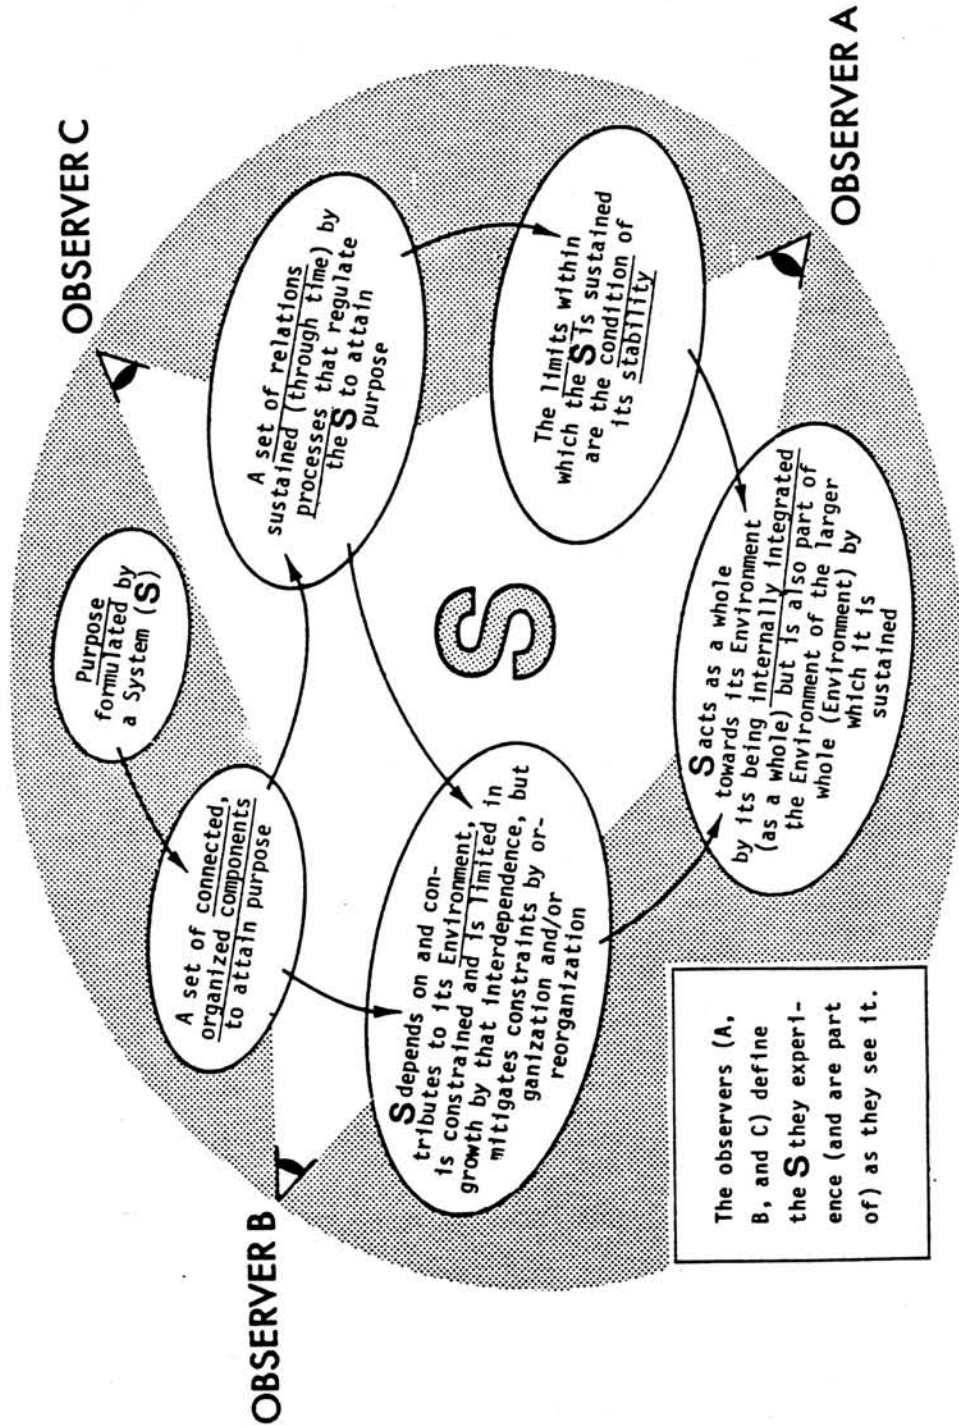 OBSERVER C
Purpose
formulated by
a System (S)
A set of connected,
organized components
to attain purpose
A set of relations
sustained (through time) by
processes that regulate
the S to attain
purpose
OBSERVER B
S depends on and con-
tributes to its Environment,
is constrained and is limited in
growth by that interdependence, but
mitigates constraints by or-
ganization and/or
reorganization
S
The limits within
which the S is sustained
are the condition of
its stability
OBSERVER A
S acts as a whole
towards its Environment
by its being internally integrated
(as a whole) but is also part of
the Environment of the larger
whole (Environment) by
which it is
sustained
The observers (A,
B, and C) define
the S they experi-
ence (and are part
of) as they see it.